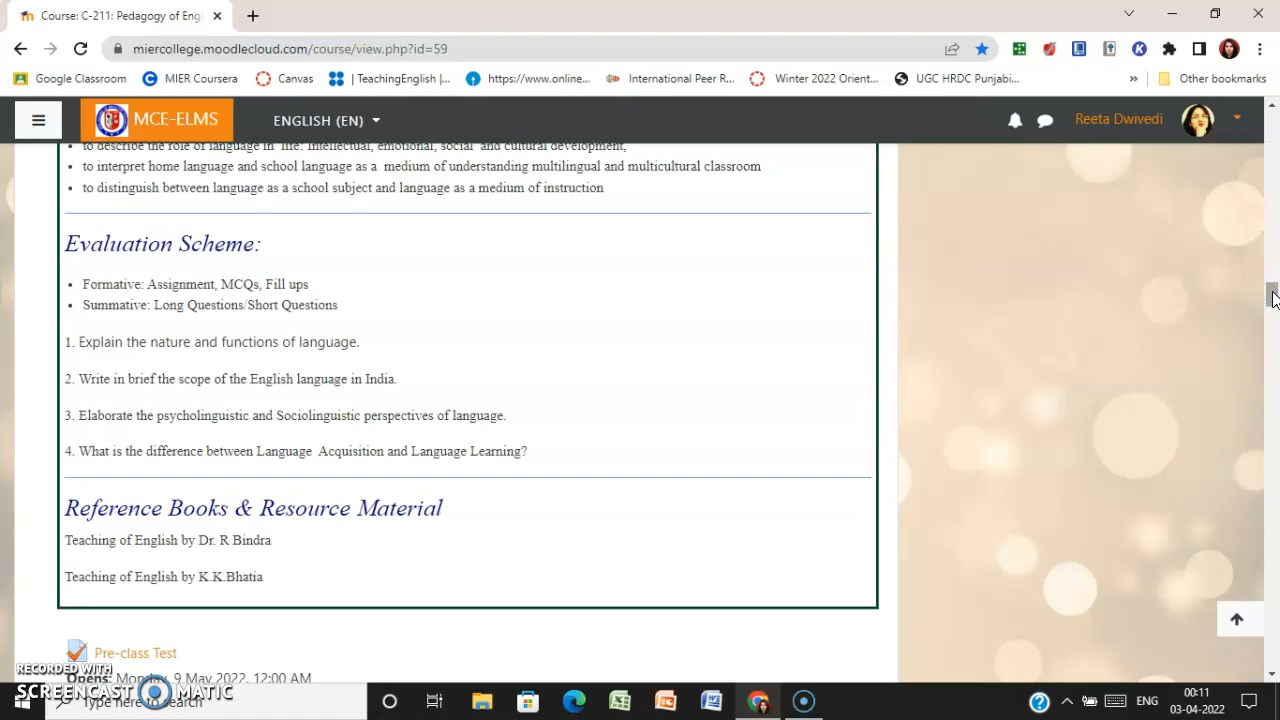 Course: C-211: Pedagogy of Eng
miercollege.moodlecloud.com/course/view.php?id=59
Google Classroom
MIER Coursera
Canvas
| TeachingEnglish |...
https://www.online...
International Peer R...
Winter 2022 Orient...
UGC HRDC Punjabi...
»
Other bookmarks
MCE-ELMS
ENGLISH (EN)
Reeta Dwivedi
• to describe the role of language in life: Intellectual, emotional, social and cultural development,
• to interpret home language and school language as a medium of understanding multilingual and multicultural classroom
• to distinguish between language as a school subject and language as a medium of instruction
Evaluation Scheme:
• Formative: Assignment, MCQs, Fill ups
• Summative: Long Questions/Short Questions
1. Explain the nature and functions of language.
2. Write in brief the scope of the English language in India.
3. Elaborate the psycholinguistic and Sociolinguistic perspectives of language.
4. What is the difference between Language Acquisition and Language Learning?
Reference Books & Resource Material
Teaching of English by Dr. R Bindra
Teaching of English by K.K.Bhatia
Pre-class Test
Opens: Monday, 9 May 2022, 12:00 AM
RECORDED WITH
SCREENCAST MATIC
Type here to search
ENG
00:11
03-04-2022